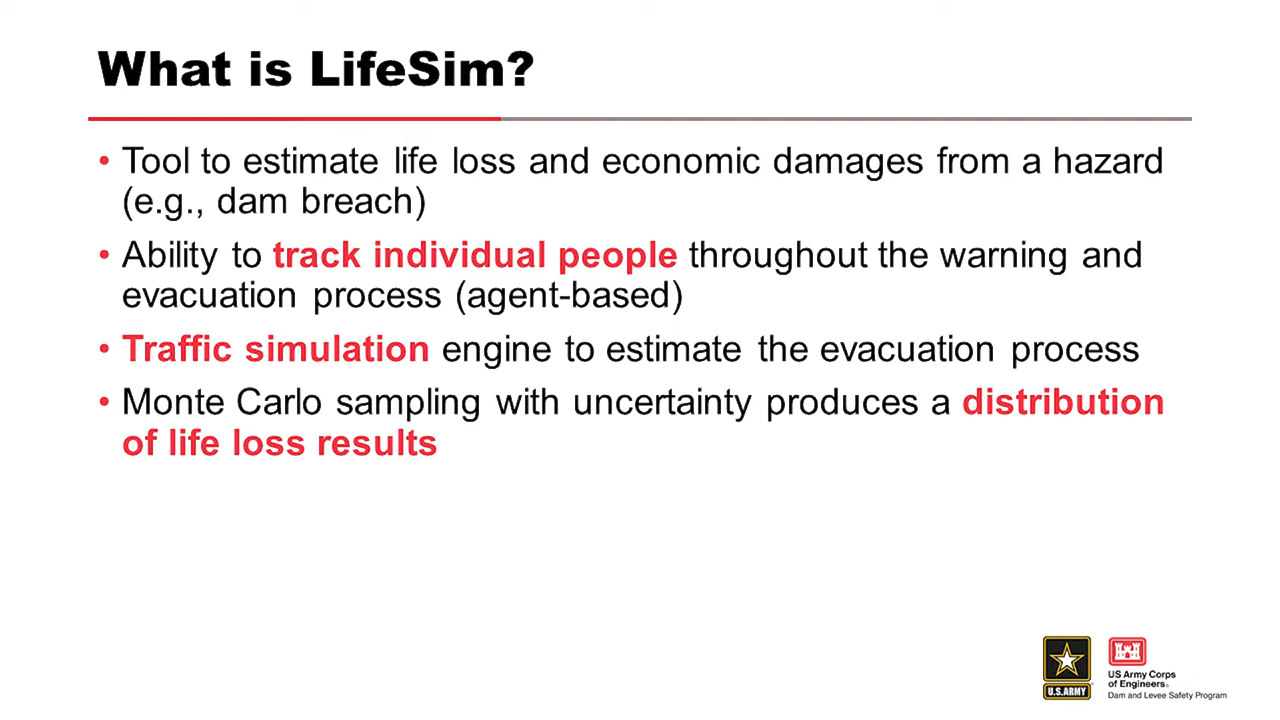 What is LifeSim?
• Tool to estimate life loss and economic damages from a hazard
(e.g., dam breach)
• Ability to track individual people throughout the warning and
evacuation process (agent-based)
• Traffic simulation engine to estimate the evacuation process
• Monte Carlo sampling with uncertainty produces a distribution
of life loss results
U.S.ARMY
US Army Corps
of Engineers®
Dam and Levee Safety Program